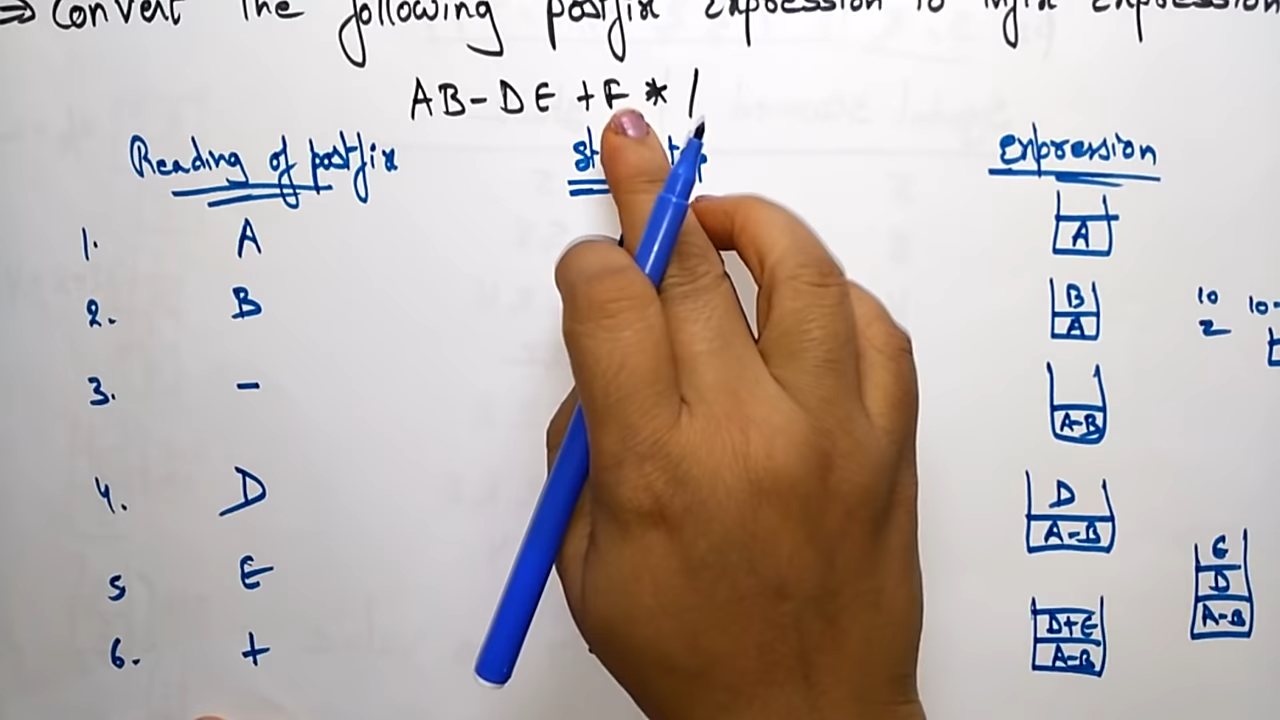 ⇒ Convert the following postfix expression to infix expression
AB-DE+F*/
Reading of postfix expression
1. A A
2. B B A 10 2 10-
3. - A-B
4. D D A-B
5 E E D A-B
6. + D+E A-B